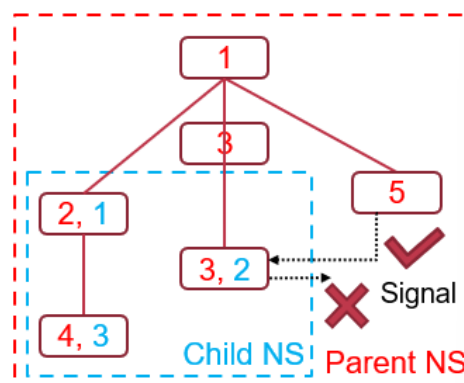 1
3
5
2, 1
3, 2
Signal
4, 3
Child NS
Parent NS